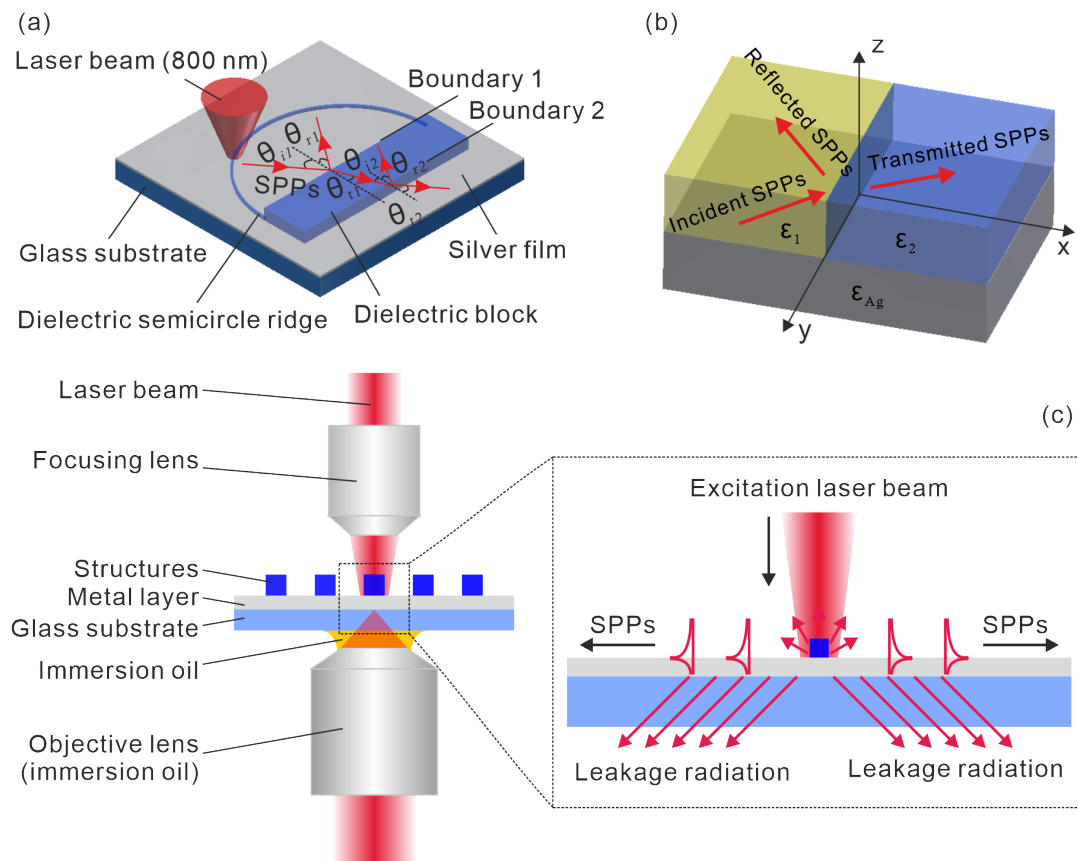 (a)
Laser beam (800 nm)
Boundary 1
Boundary 2
θi1
θr1
θi2
θr2
SPPs
θt1
θr2
Glass substrate
Silver film
Dielectric semicircle ridge
Dielectric block
(b)
z
Reflected SPPs
Transmitted SPPs
Incident SPPs
ε1
ε2
x
εAg
y
Laser beam
(c)
Focusing lens
Excitation laser beam
Structures
Metal layer
Glass substrate
SPPs
SPPs
Immersion oil
Objective lens
(immersion oil)
Leakage radiation
Leakage radiation